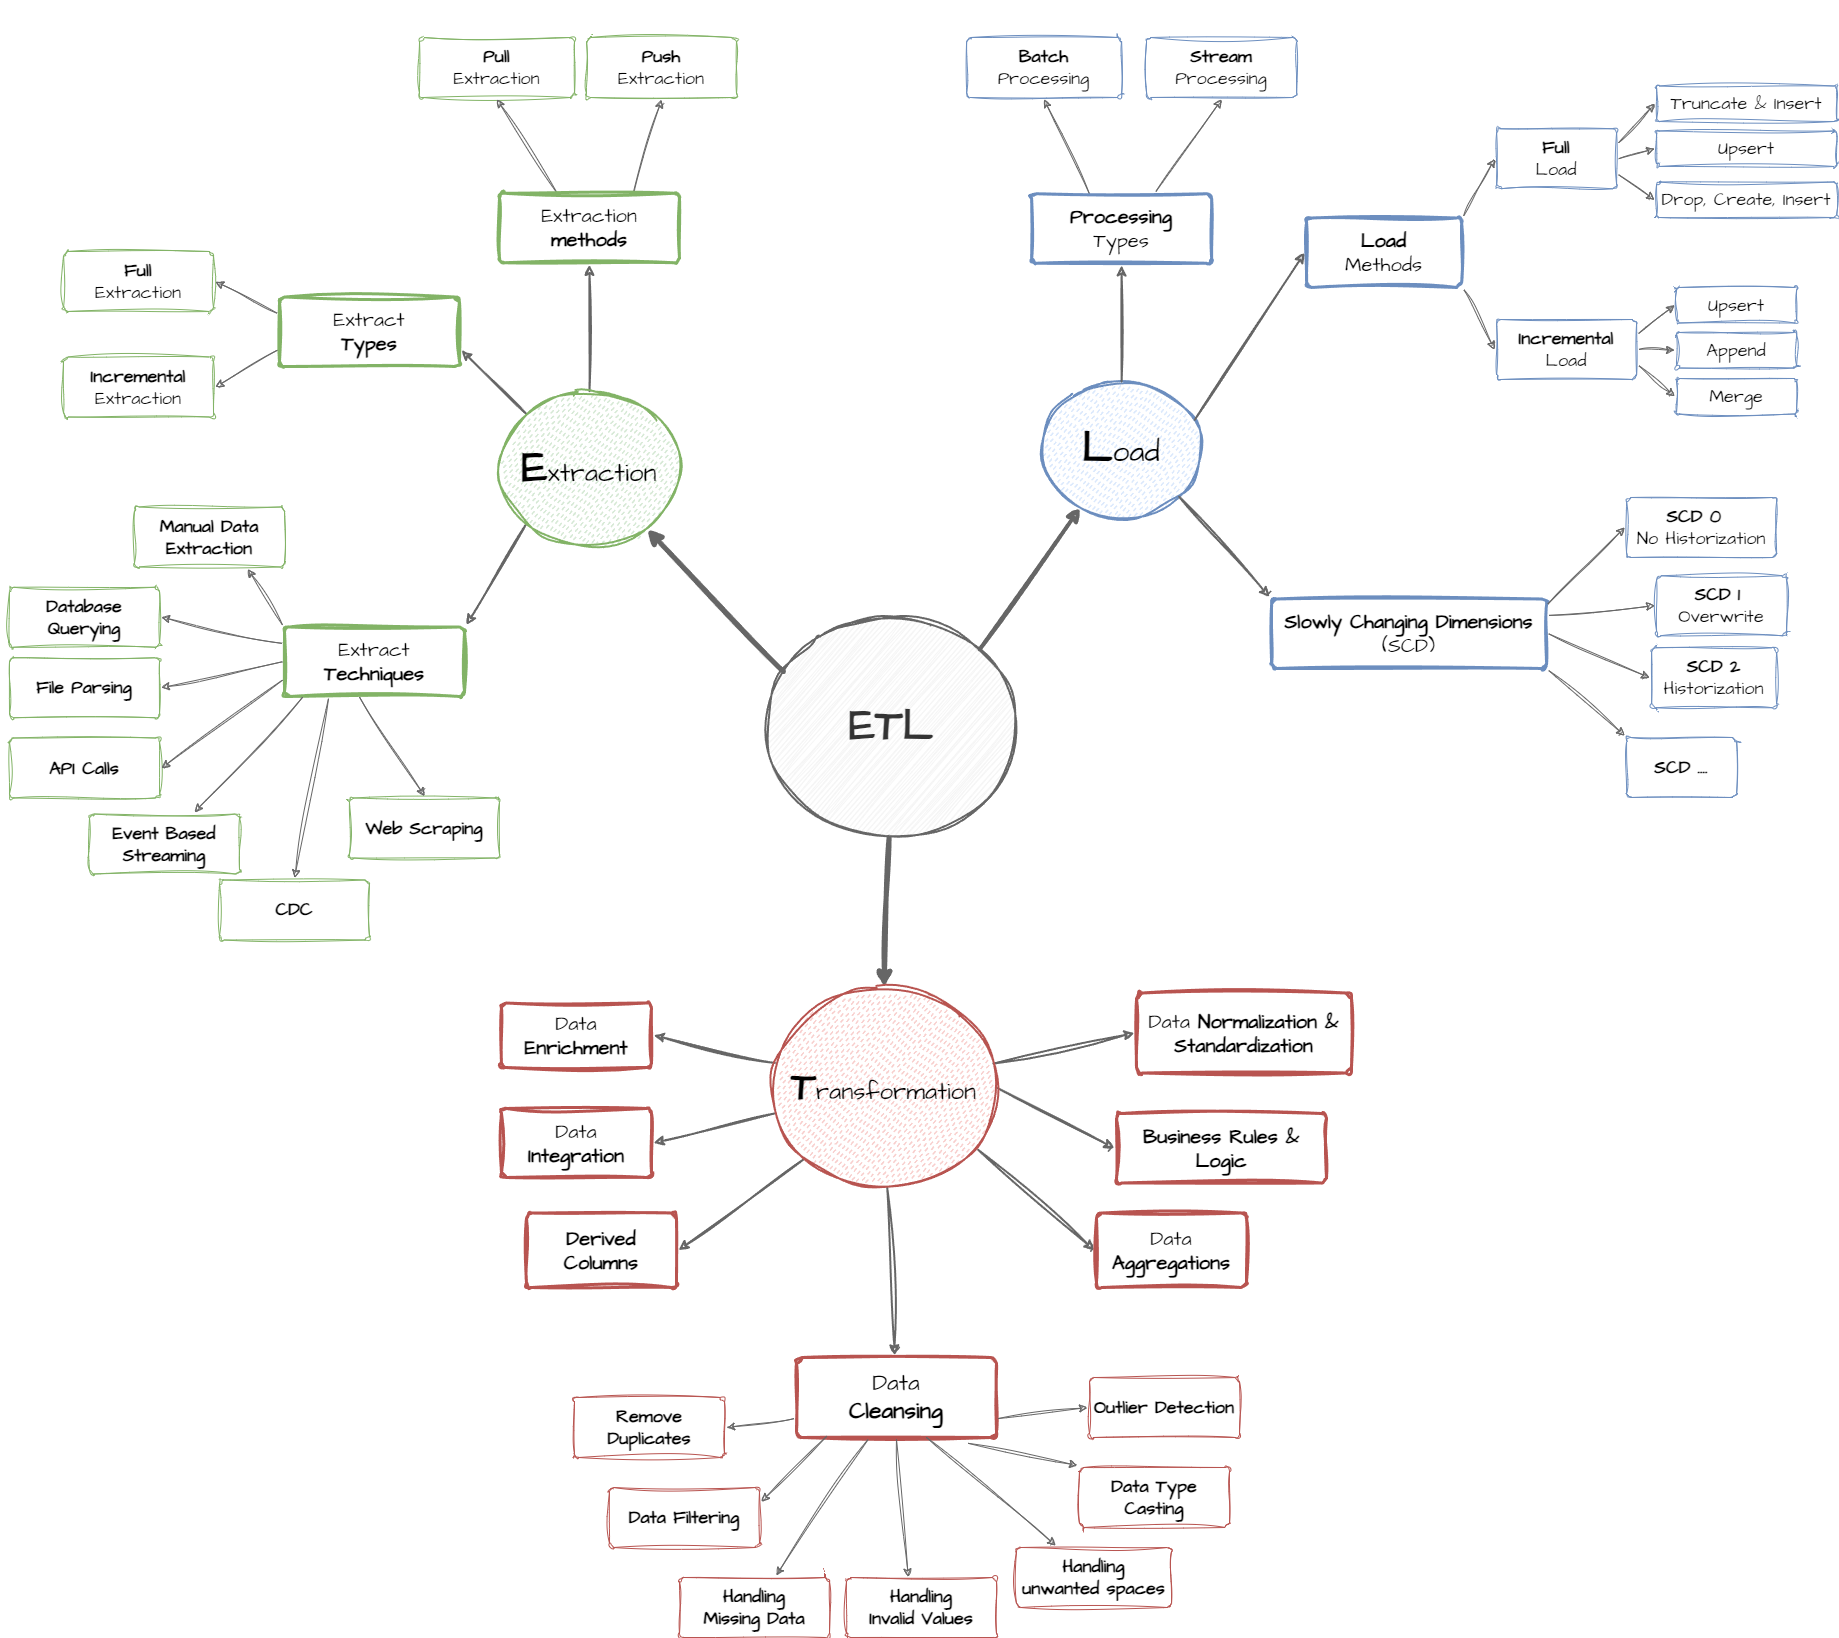 Pull
Extraction
Push
Extraction
Extraction
methods
Full
Extraction
Incremental
Extraction
Extract
Types
Extraction
Manual Data
Extraction
Database
Querying
File Parsing
API Calls
Event Based
Streaming
CDC
Web Scraping
Extract
Techniques
Batch
Processing
Stream
Processing
Processing
Types
Load
Load
Methods
Full
Load
Truncate & Insert
Upsert
Drop, Create, Insert
Incremental
Load
Upsert
Append
Merge
Slowly Changing Dimensions
(SCD)
SCD 0
No Historization
SCD 1
Overwrite
SCD 2
Historization
SCD ....
ETL
Transformation
Data
Enrichment
Data
Integration
Derived
Columns
Data Normalization &
Standardization
Business Rules &
Logic
Data
Aggregations
Data
Cleansing
Remove
Duplicates
Data Filtering
Handling
Missing Data
Handling
Invalid Values
Handling
unwanted spaces
Data Type
Casting
Outlier Detection